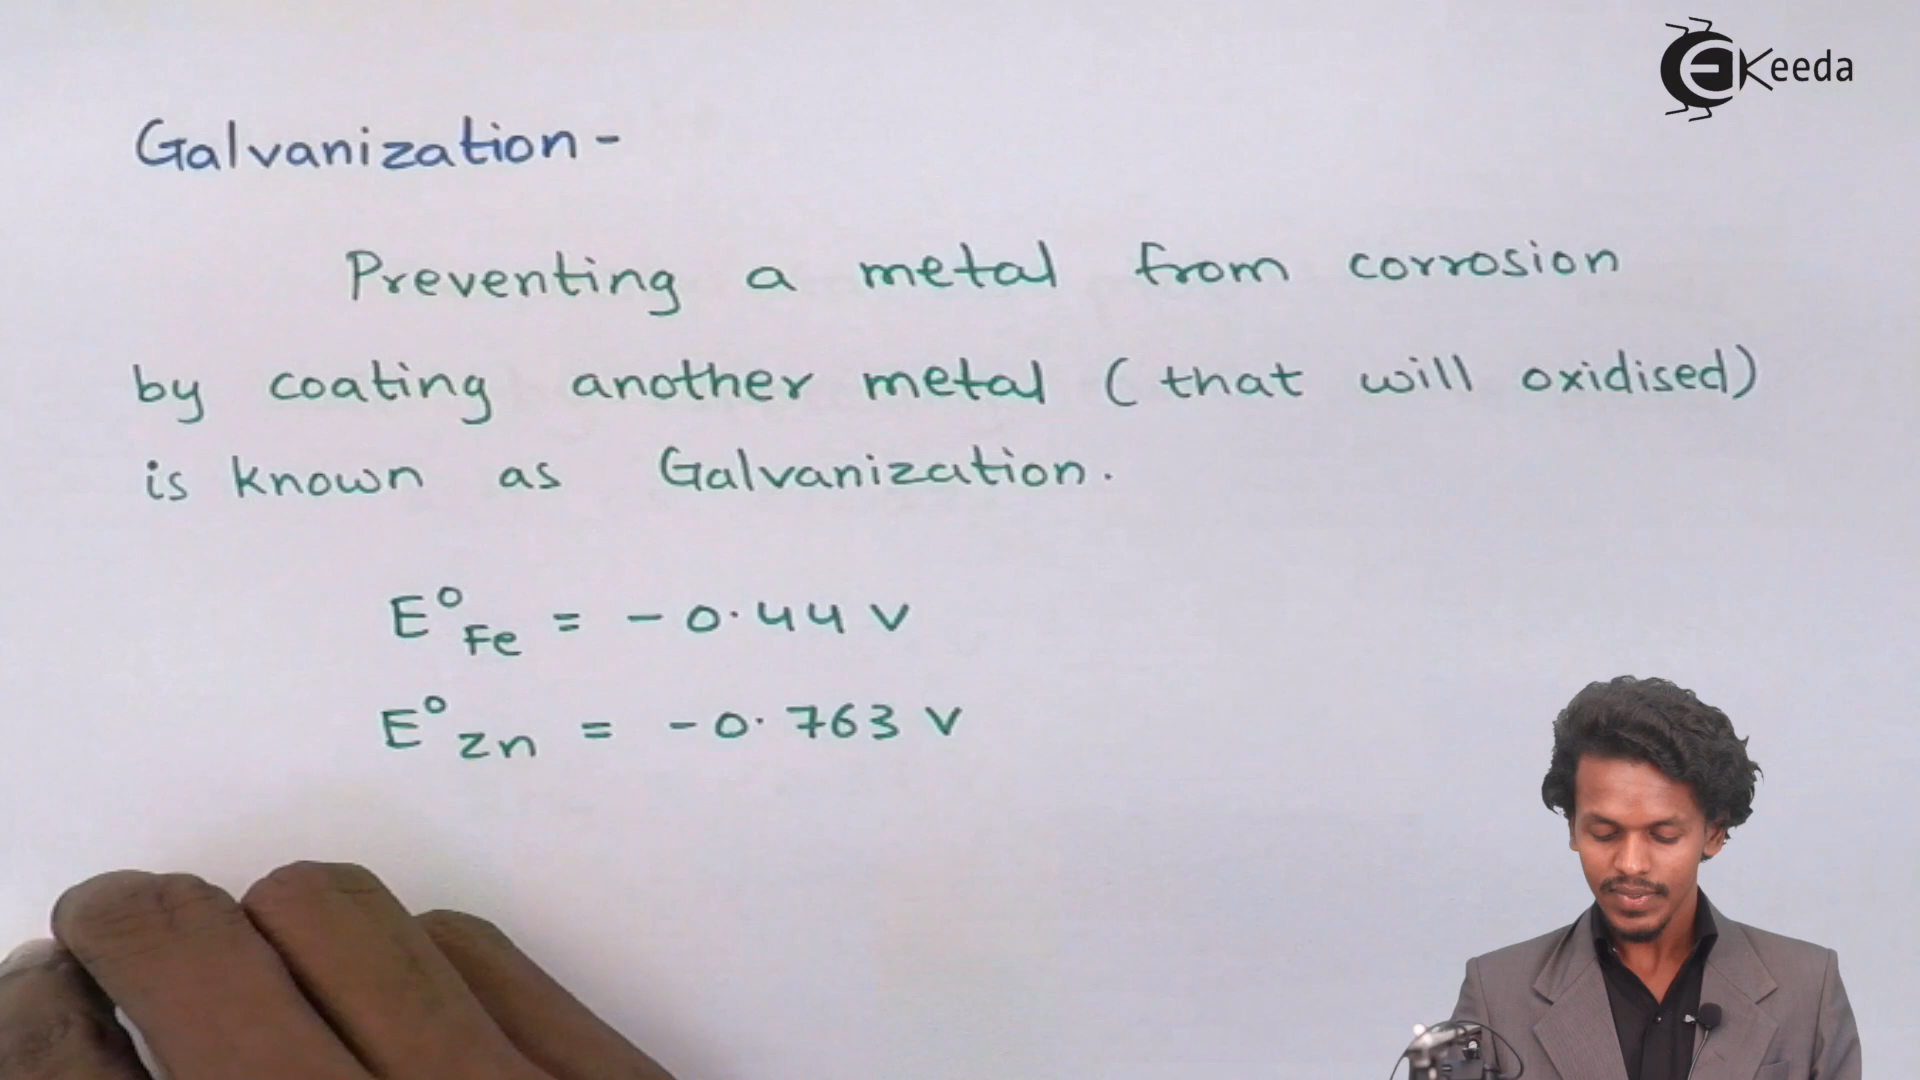 EKeeda
Galvanization -
Preventing a metal from corrosion
by coating another metal (that will oxidised)
is known as Galvanization.
E°Fe = - 0.44 V
E°Zn = - 0.763 V